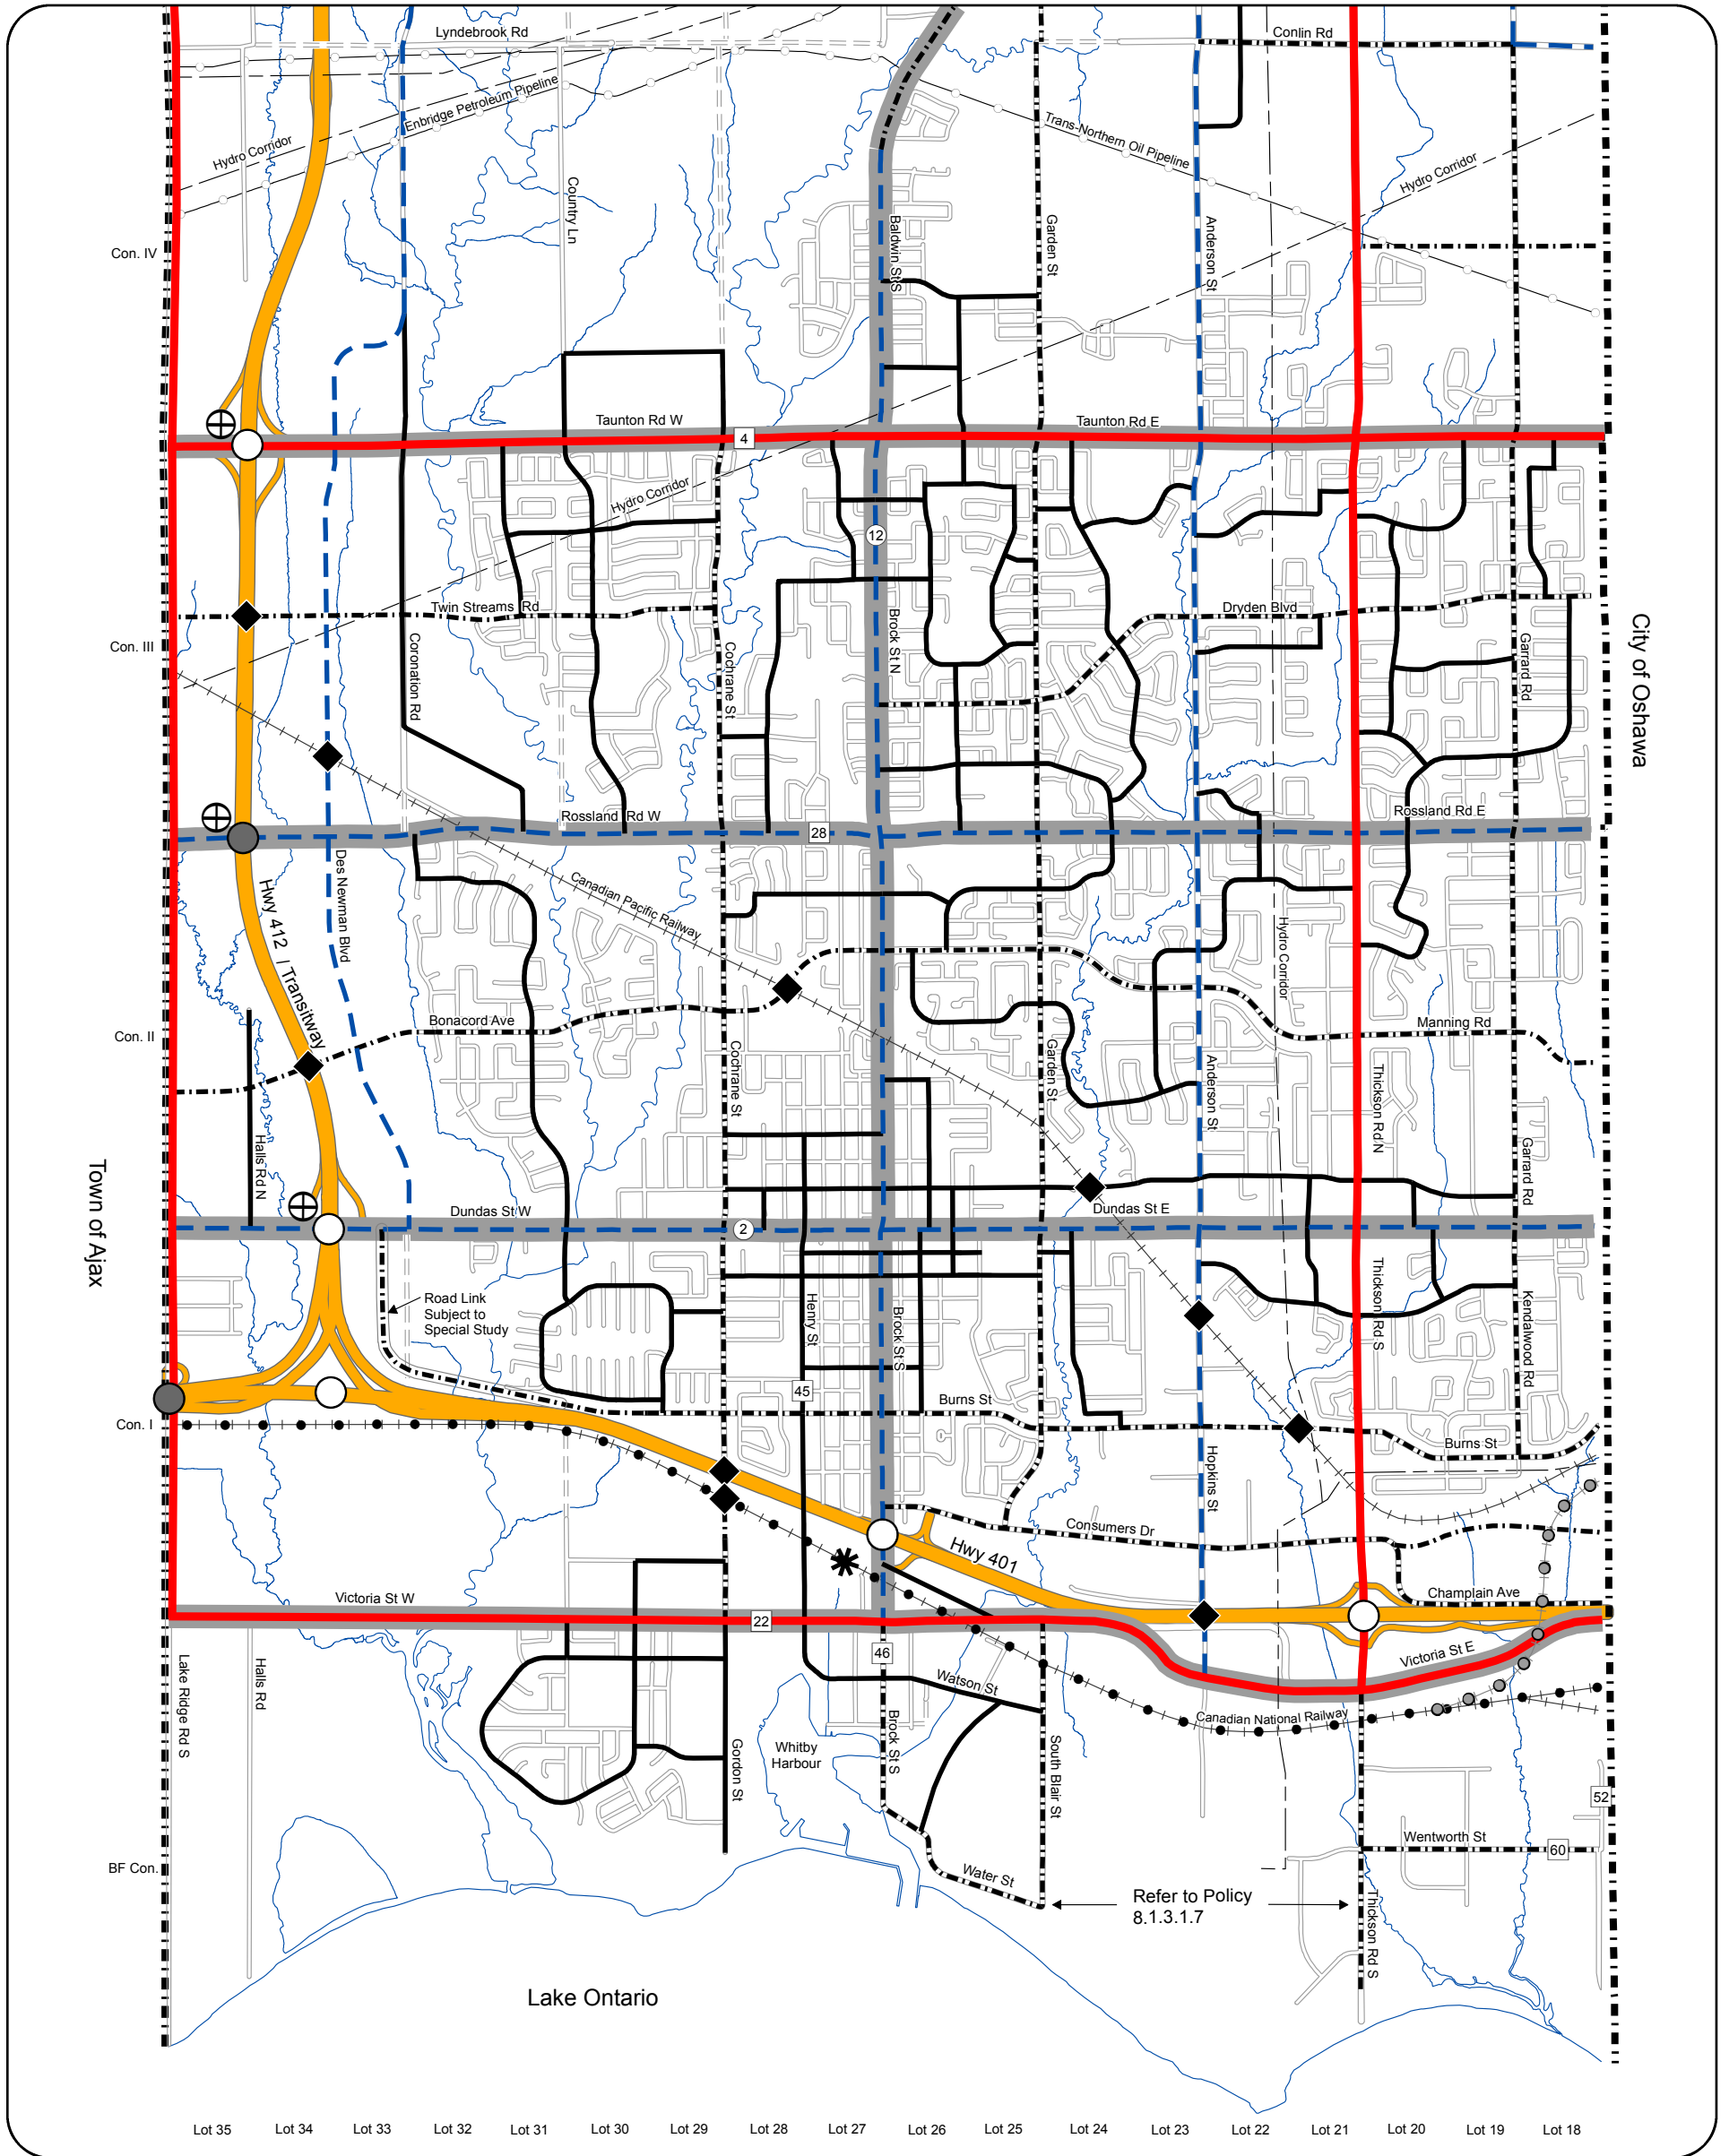 Lyndebrook Rd
Conlin Rd
Enbridge Petroleum Pipeline
Hydro Corridor
Trans-Northern Oil Pipeline
Hydro Corridor
Con. IV
Country Ln
Baldwin St S
Garden St
Anderson St
Taunton Rd W
4
Taunton Rd E
Hydro Corridor
12
Twin Streams Rd
Dryden Blvd
Con. III
Coronation Rd
Cochrane St
Brock St N
Garrard Rd
City of Oshawa
Rossland Rd W
28
Rossland Rd E
Hwy 412 / Transitway
Des Newman Blvd
Canadian Pacific Railway
Hydro Corridor
Bonacord Ave
Manning Rd
Con. II
Cochrane St
Garden St
Anderson St
Thickson Rd N
Halls Rd N
Garrard Rd
Town of Ajax
Dundas St W
2
Dundas St E
Road Link
Subject to
Special Study
Henry St
Brock St S
Thickson Rd S
Kendalwood Rd
45
Burns St
Con. I
Burns St
Hopkins St
Consumers Dr
Hwy 401
Champlain Ave
Victoria St W
22
46
Victoria St E
Lake Ridge Rd S
Halls Rd
Watson St
Canadian National Railway
Gordon St
Whitby
Harbour
Brock St S
South Blair St
52
Wentworth St
60
BF Con.
Water St
Refer to Policy
8.1.3.1.7
Thickson Rd S
Lake Ontario
Lot 35 Lot 34 Lot 33 Lot 32 Lot 31 Lot 30 Lot 29 Lot 28 Lot 27 Lot 26 Lot 25 Lot 24 Lot 23 Lot 22 Lot 21 Lot 20 Lot 19 Lot 18